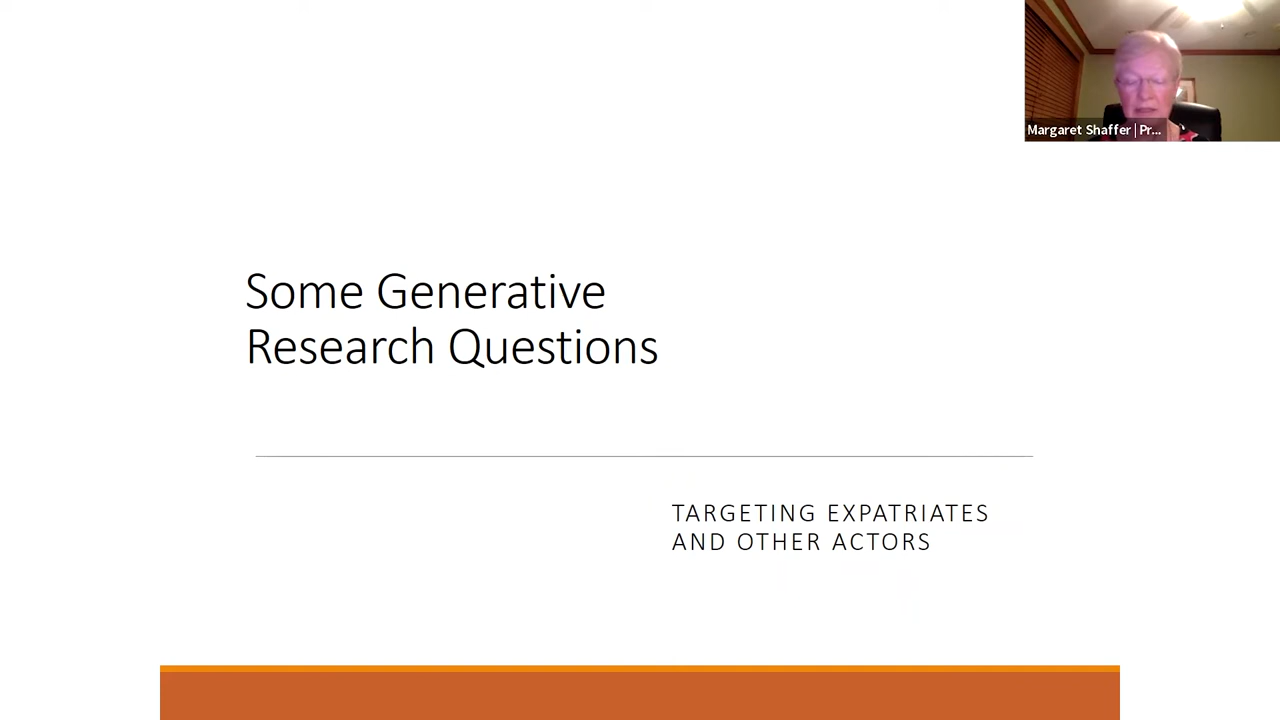 Margaret Shaffer | Pr...
Some Generative
Research Questions
TARGETING EXPATRIATES
AND OTHER ACTORS